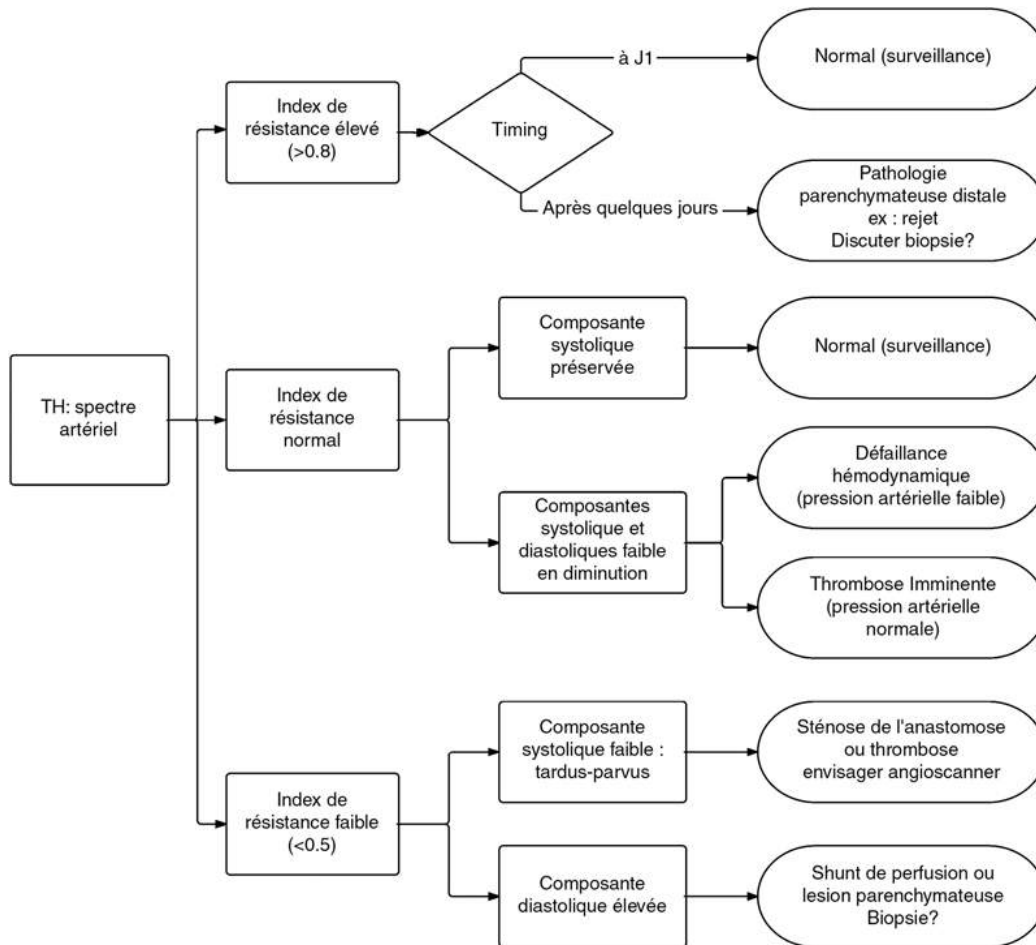 à J1
Normal (surveillance)
Index de
résistance élevé
(>0.8)
Timing
Après quelques jours
Pathologie
parenchymateuse distale
ex : rejet
Discuter biopsie?
TH: spectre
artériel
Index de
résistance
normal
Composante
systolique
préservée
Normal (surveillance)
Composantes
systolique et
diastoliques faible
en diminution
Défaillance
hémodynamique
(pression artérielle faible)
Thrombose Imminente
(pression artérielle
normale)
Index de
résistance faible
(<0.5)
Composante
systolique faible :
tardus-parvus
Sténose de l'anastomose
ou thrombose
envisager angioscanner
Composante
diastolique élevée
Shunt de perfusion ou
lesion parenchymateuse
Biopsie?